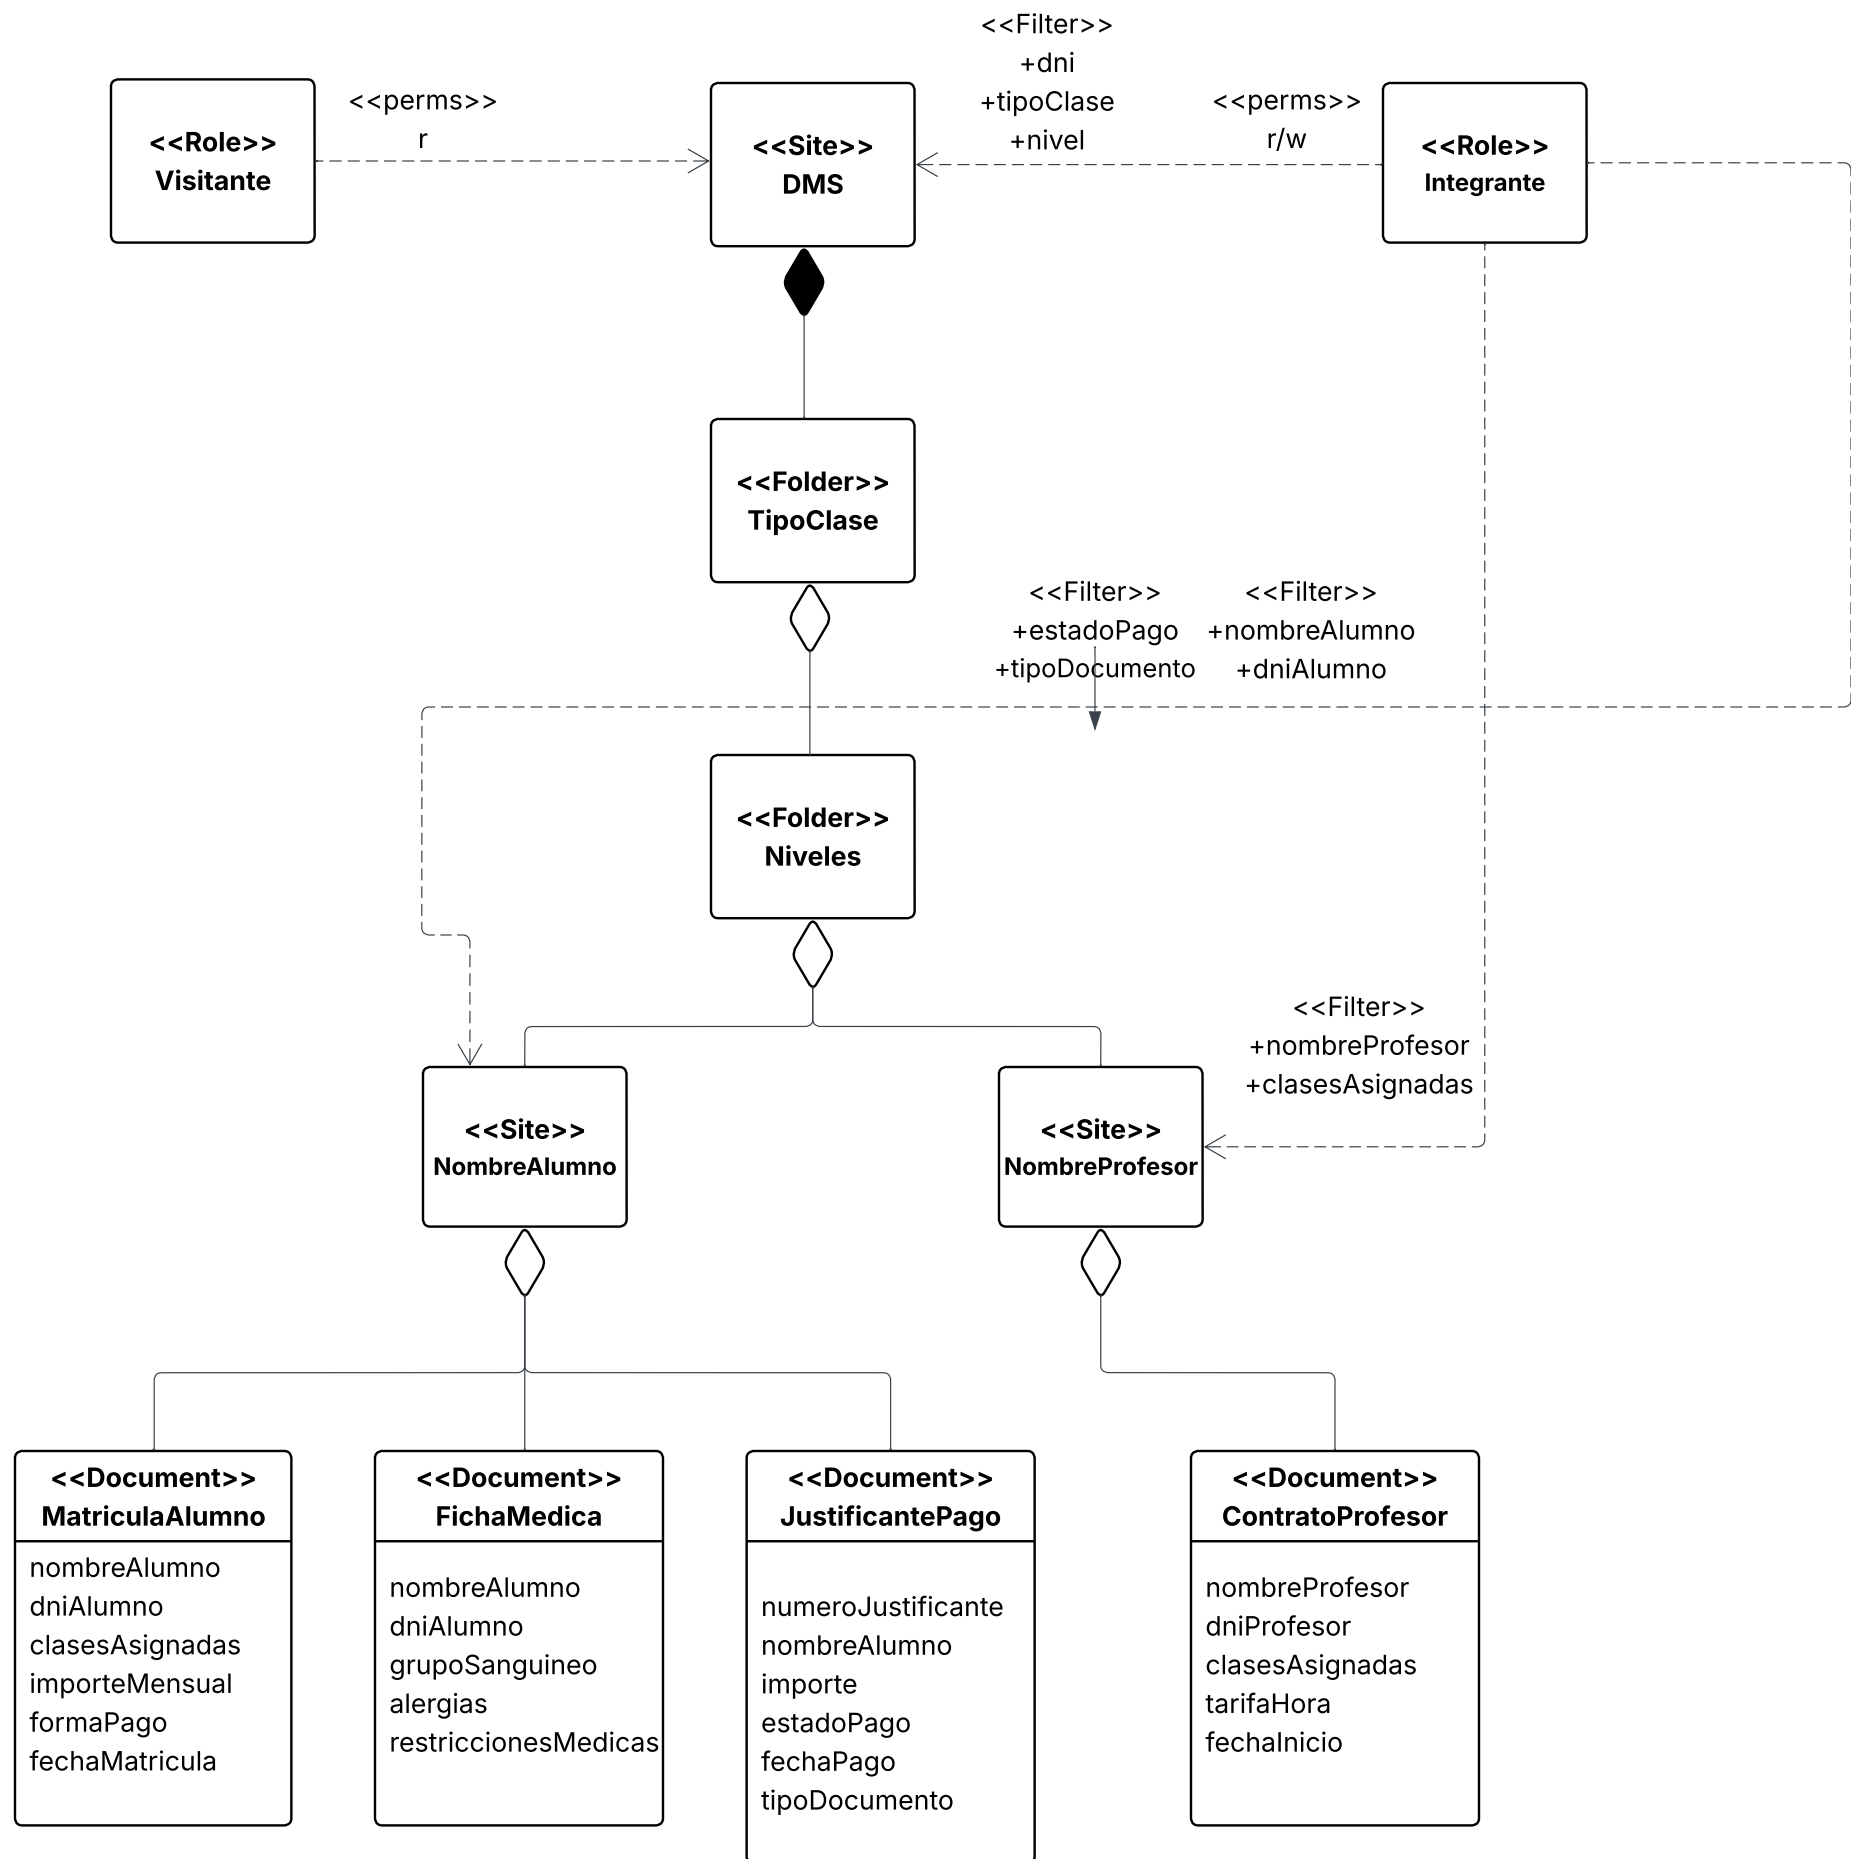 <<Filter>>
+dni
+tipoClase
+nivel
<<perms>>
r
<<perms>>
r/w
<<Role>>
Visitante
<<Site>>
DMS
<<Role>>
Integrante
<<Folder>>
TipoClase
<<Filter>>
+estadoPago
+tipoDocumento
<<Filter>>
+nombreAlumno
+dniAlumno
<<Folder>>
Niveles
<<Filter>>
+nombreProfesor
+clasesAsignadas
<<Site>>
NombreAlumno
<<Site>>
NombreProfesor
<<Document>>
MatriculaAlumno
nombreAlumno
dniAlumno
clasesAsignadas
importeMensual
formaPago
fechaMatricula
<<Document>>
FichaMedica
nombreAlumno
dniAlumno
grupoSanguineo
alergias
restriccionesMedicas
<<Document>>
JustificantePago
numeroJustificante
nombreAlumno
importe
estadoPago
fechaPago
tipoDocumento
<<Document>>
ContratoProfesor
nombreProfesor
dniProfesor
clasesAsignadas
tarifaHora
fechaInicio